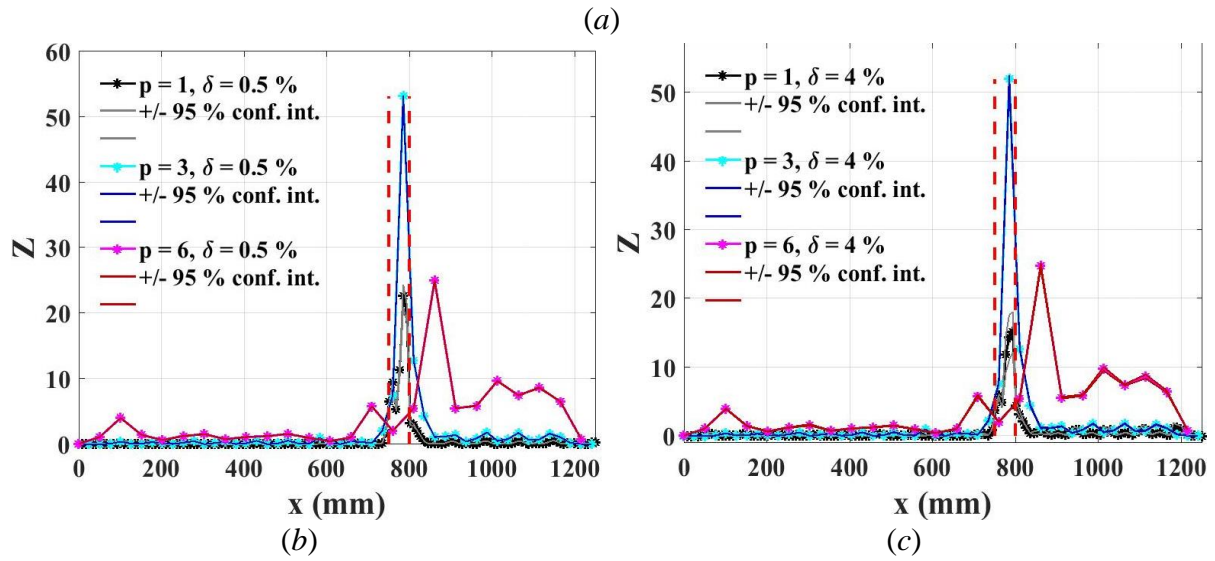 (a)
60
50
40
30
20
10
0
Z
p = 1, δ = 0.5 %
+/- 95 % conf. int.
p = 3, δ = 0.5 %
+/- 95 % conf. int.
p = 6, δ = 0.5 %
+/- 95 % conf. int.
0 200 400 600 800 1000 1200
x (mm)
(b)
50
40
30
20
10
0
Z
p = 1, δ = 4 %
+/- 95 % conf. int.
p = 3, δ = 4 %
+/- 95 % conf. int.
p = 6, δ = 4 %
+/- 95 % conf. int.
0 200 400 600 800 1000 1200
x (mm)
(c)